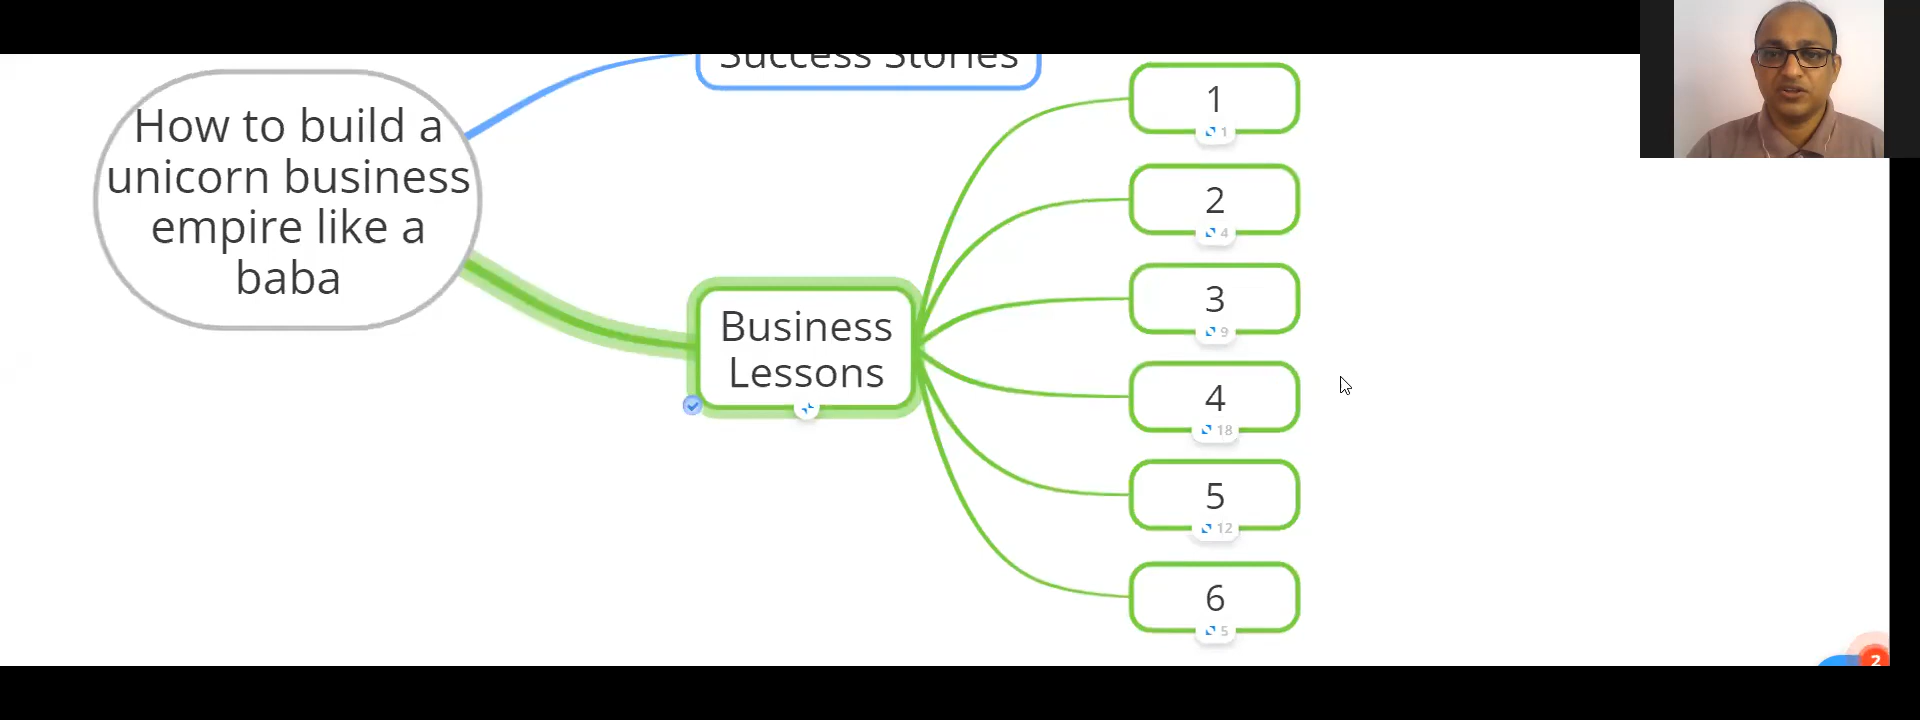 Success Stories
How to build a
unicorn business
empire like a
baba
Business
Lessons
1
1
2
4
3
9
4
18
5
12
6
5
2